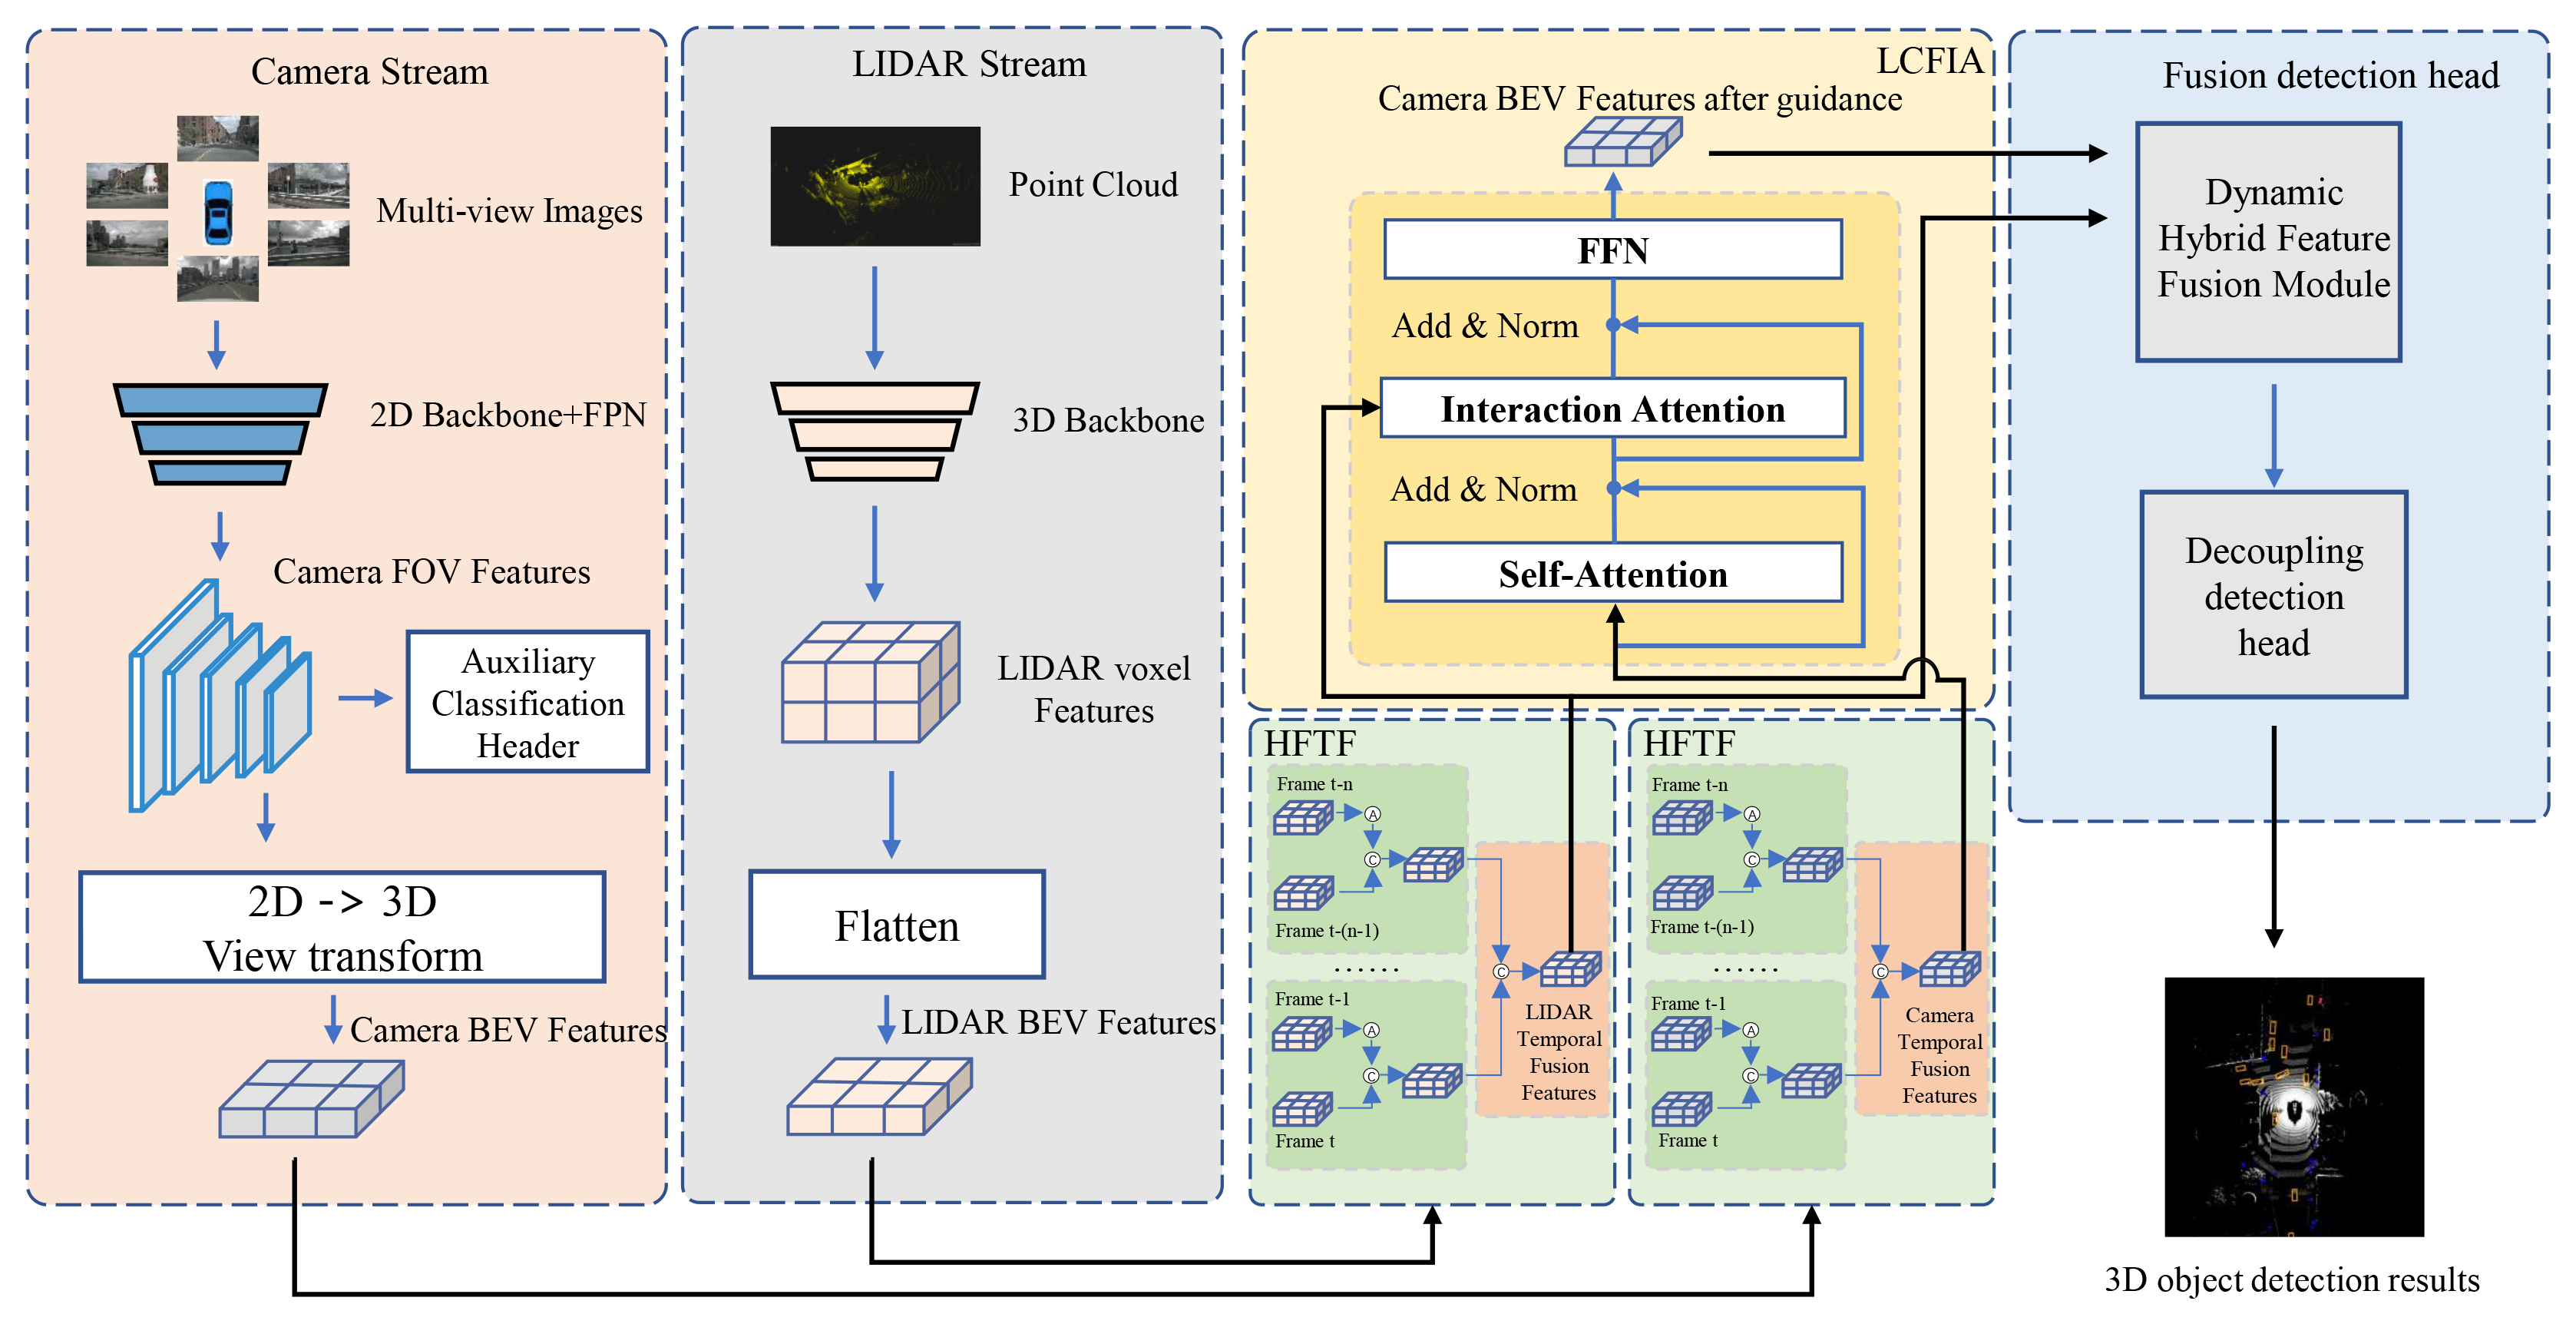 Camera Stream
Multi-view Images
2D Backbone+FPN
Camera FOV Features
Auxiliary
Classification
Header
2D -> 3D
View transform
Camera BEV Features
LIDAR Stream
Point Cloud
3D Backbone
LIDAR voxel
Features
Flatten
LIDAR BEV Features
LCFIA
Camera BEV Features after guidance
FFN
Add & Norm
Interaction Attention
Add & Norm
Self-Attention
HFTF
Frame t-n
A
C
Frame t-(n-1)
......
Frame t-1
A
C
Frame t
C
LIDAR
Temporal
Fusion
Features
HFTF
Frame t-n
A
C
Frame t-(n-1)
......
Frame t-1
A
C
Frame t
C
Camera
Temporal
Fusion
Features
Fusion detection head
Dynamic
Hybrid Feature
Fusion Module
Decoupling
detection
head
3D object detection results